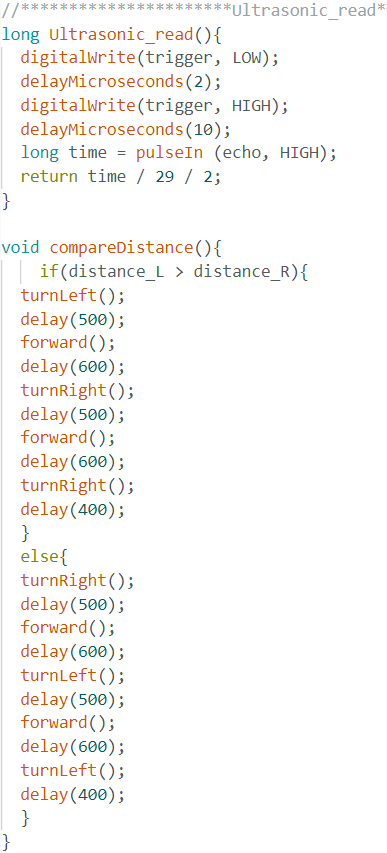 //**********************Ultrasonic_read*
long Ultrasonic_read(){
digitalWrite(trigger, LOW);
delayMicroseconds(2);
digitalWrite(trigger, HIGH);
delayMicroseconds(10);
long time = pulseIn (echo, HIGH);
return time / 29 / 2;
}
void compareDistance(){
if(distance_L > distance_R){
turnLeft();
delay(500);
forward();
delay(600);
turnRight();
delay(500);
forward();
delay(600);
turnRight();
delay(400);
}
else{
turnRight();
delay(500);
forward();
delay(600);
turnLeft();
delay(500);
forward();
delay(600);
turnLeft();
delay(400);
}
}